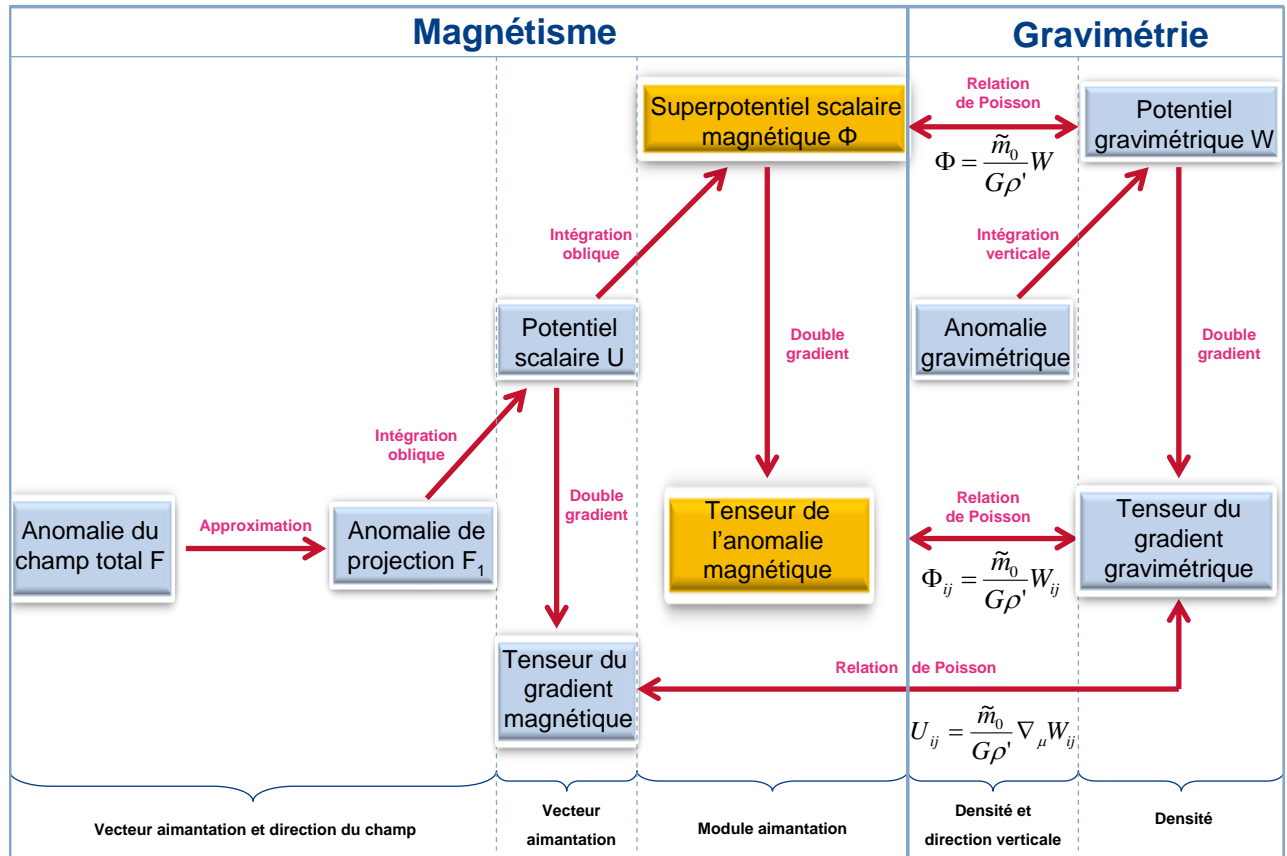 Magnétisme
Gravimétrie
Superpotentiel scalaire
magnétique Φ
Relation
de Poisson
Potentiel
gravimétrique W
Φ = m̃₀/(Gρ') W
Intégration
oblique
Intégration
verticale
Potentiel
scalaire U
Double
gradient
Anomalie
gravimétrique
Double
gradient
Intégration
oblique
Double
gradient
Anomalie du
champ total F
Approximation
Anomalie de
projection F₁
Tenseur de
l'anomalie
magnétique
Relation
de Poisson
Tenseur du
gradient
gravimétrique
Φᵢⱼ = m̃₀/(Gρ') Wᵢⱼ
Tenseur du
gradient
magnétique
Relation de Poisson
Uᵢⱼ = m̃₀/(Gρ') ∇_μ Wᵢⱼ
Vecteur aimantation et direction du champ
Vecteur
aimantation
Module aimantation
Densité et
direction verticale
Densité